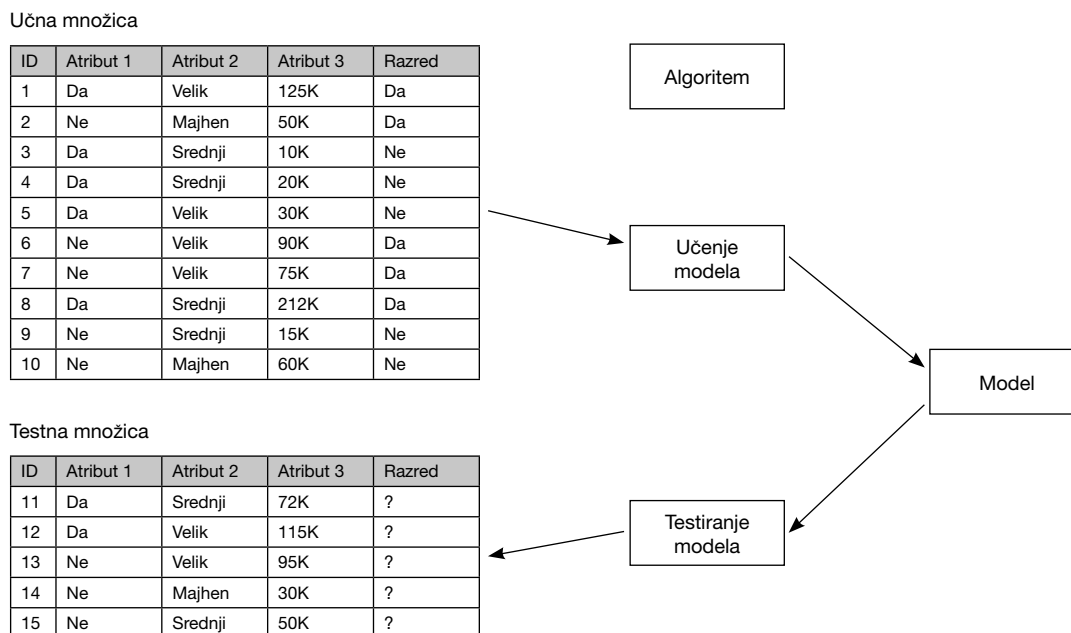 Učna množica
ID Atribut 1 Atribut 2 Atribut 3 Razred
1 Da Velik 125K Da
2 Ne Majhen 50K Da
3 Da Srednji 10K Ne
4 Da Srednji 20K Ne
5 Da Velik 30K Ne
6 Ne Velik 90K Da
7 Ne Velik 75K Da
8 Da Srednji 212K Da
9 Ne Srednji 15K Ne
10 Ne Majhen 60K Ne
Algoritem
Učenje
modela
Model
Testiranje
modela
Testna množica
ID Atribut 1 Atribut 2 Atribut 3 Razred
11 Da Srednji 72K ?
12 Da Velik 115K ?
13 Ne Velik 95K ?
14 Ne Majhen 30K ?
15 Ne Srednji 50K ?